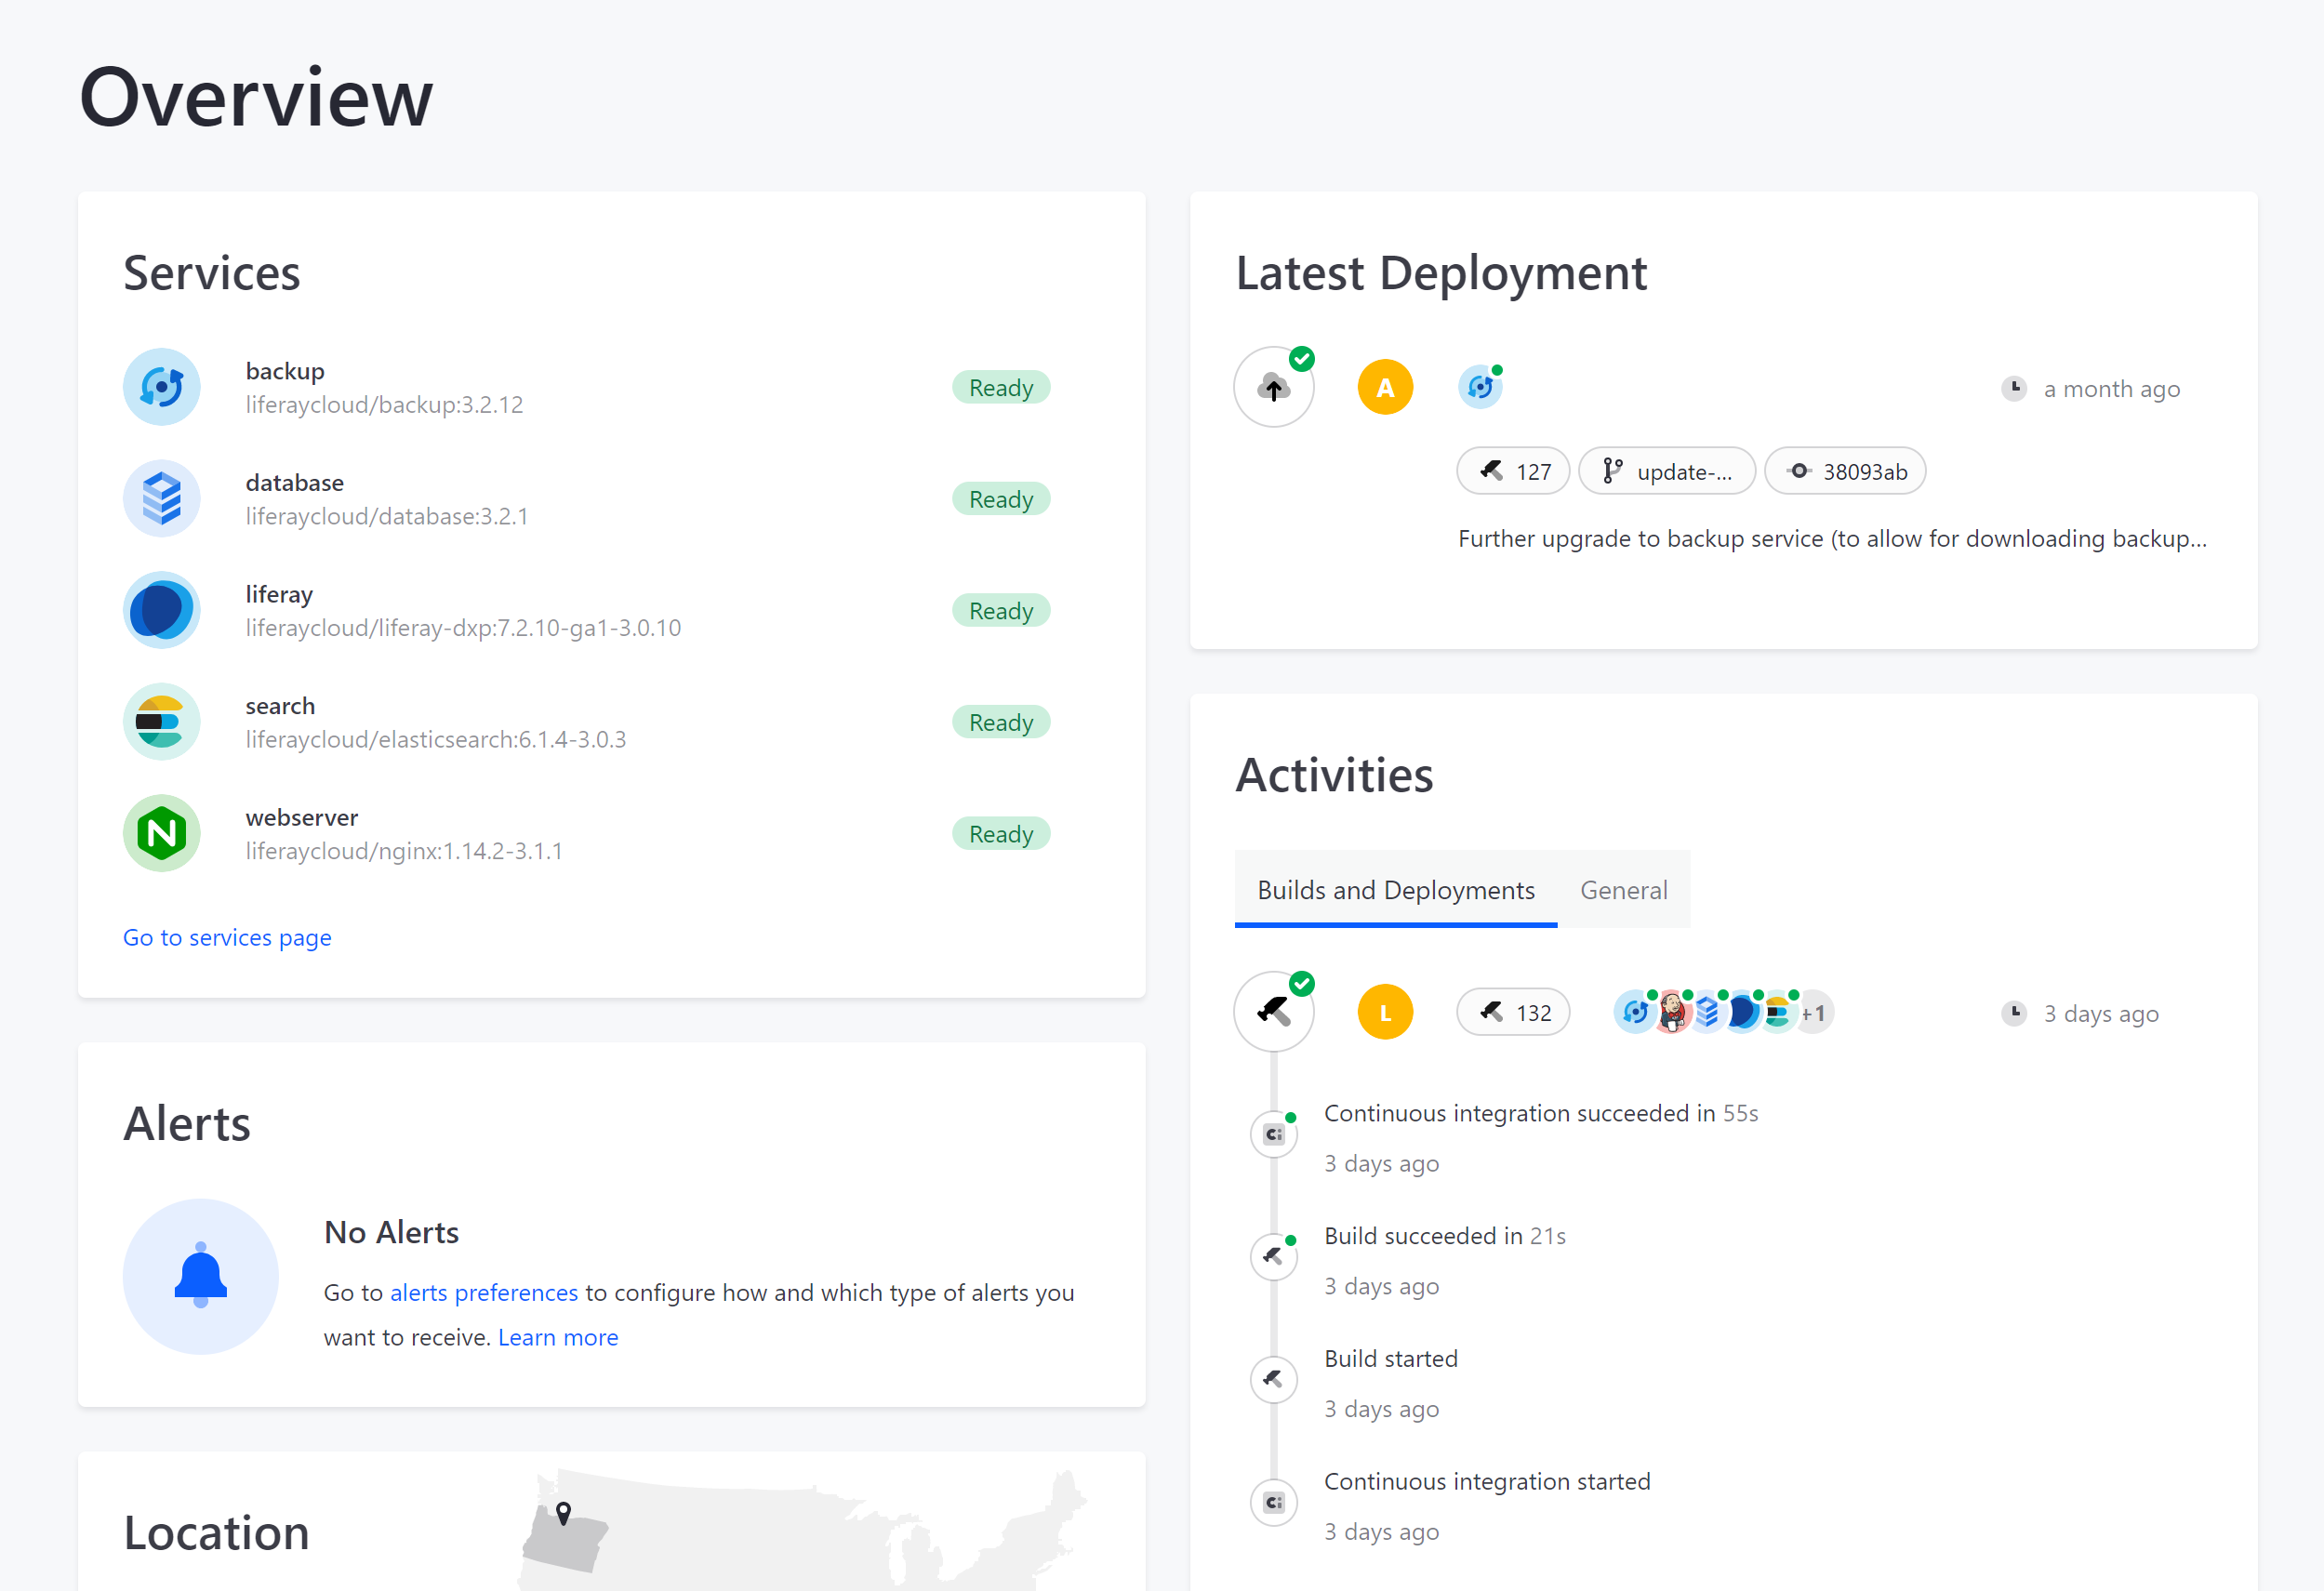 Overview
Services
backup
liferaycloud/backup:3.2.12
Ready
database
liferaycloud/database:3.2.1
Ready
liferay
liferaycloud/liferay-dxp:7.2.10-ga1-3.0.10
Ready
search
liferaycloud/elasticsearch:6.1.4-3.0.3
Ready
webserver
liferaycloud/nginx:1.14.2-3.1.1
Ready
Go to services page
Alerts
No Alerts
Go to alerts preferences to configure how and which type of alerts you
want to receive. Learn more
Location
Latest Deployment
A
a month ago
127
update-...
38093ab
Further upgrade to backup service (to allow for downloading backup...
Activities
Builds and Deployments
General
L
132
+1
3 days ago
Continuous integration succeeded in 55s
3 days ago
Build succeeded in 21s
3 days ago
Build started
3 days ago
Continuous integration started
3 days ago